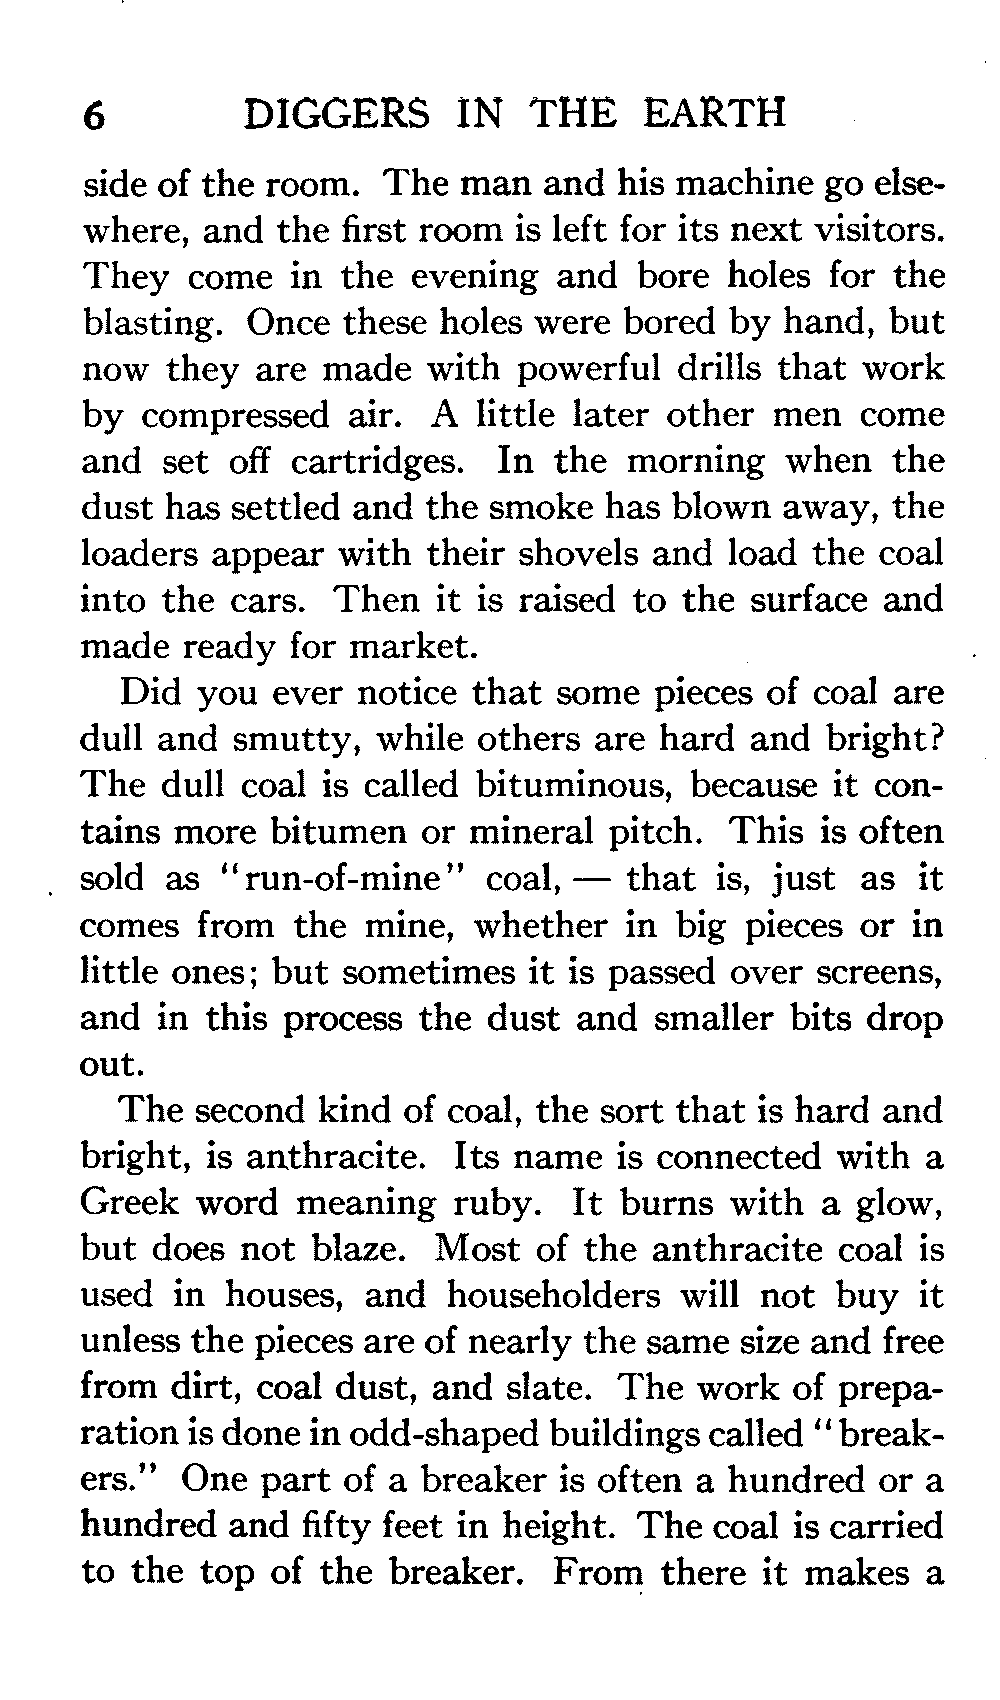 6 DIGGERS IN THE EARTH
side of the room. The man and his machine go else-
where, and the first room is left for its next visitors.
They come in the evening and bore holes for the
blasting. Once these holes were bored by hand, but
now they are made with powerful drills that work
by compressed air. A little later other men come
and set off cartridges. In the morning when the
dust has settled and the smoke has blown away, the
loaders appear with their shovels and load the coal
into the cars. Then it is raised to the surface and
made ready for market.
Did you ever notice that some pieces of coal are
dull and smutty, while others are hard and bright?
The dull coal is called bituminous, because it con-
tains more bitumen or mineral pitch. This is often
sold as "run-of-mine" coal, — that is, just as it
comes from the mine, whether in big pieces or in
little ones; but sometimes it is passed over screens,
and in this process the dust and smaller bits drop
out.
The second kind of coal, the sort that is hard and
bright, is anthracite. Its name is connected with a
Greek word meaning ruby. It burns with a glow,
but does not blaze. Most of the anthracite coal is
used in houses, and householders will not buy it
unless the pieces are of nearly the same size and free
from dirt, coal dust, and slate. The work of prepa-
ration is done in odd-shaped buildings called "break-
ers." One part of a breaker is often a hundred or a
hundred and fifty feet in height. The coal is carried
to the top of the breaker. From there it makes a